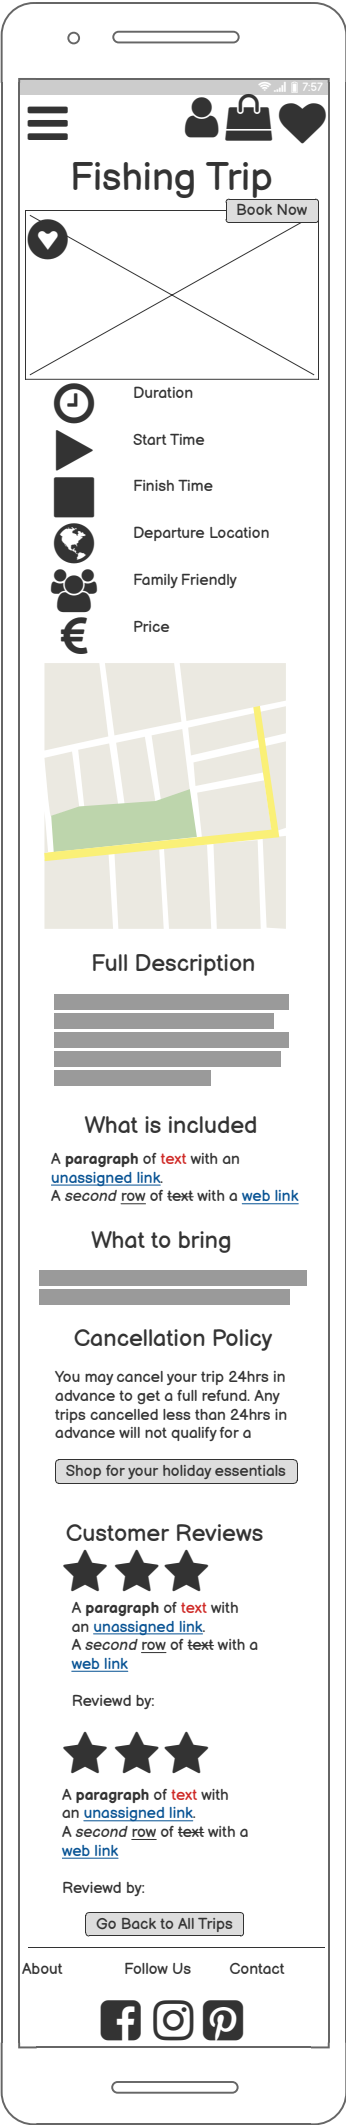 7:57
Fishing Trip
Book Now
Duration
Start Time
Finish Time
Departure Location
Family Friendly
€ Price
Full Description
What is included
A paragraph of text with an
unassigned link.
A second row of text with a web link
What to bring
Cancellation Policy
You may cancel your trip 24hrs in
advance to get a full refund. Any
trips cancelled less than 24hrs in
advance will not qualify for a
Shop for your holiday essentials
Customer Reviews
A paragraph of text with
an unassigned link.
A second row of text with a
web link
Reviewd by:
A paragraph of text with
an unassigned link.
A second row of text with a
web link
Reviewd by:
Go Back to All Trips
About Follow Us Contact